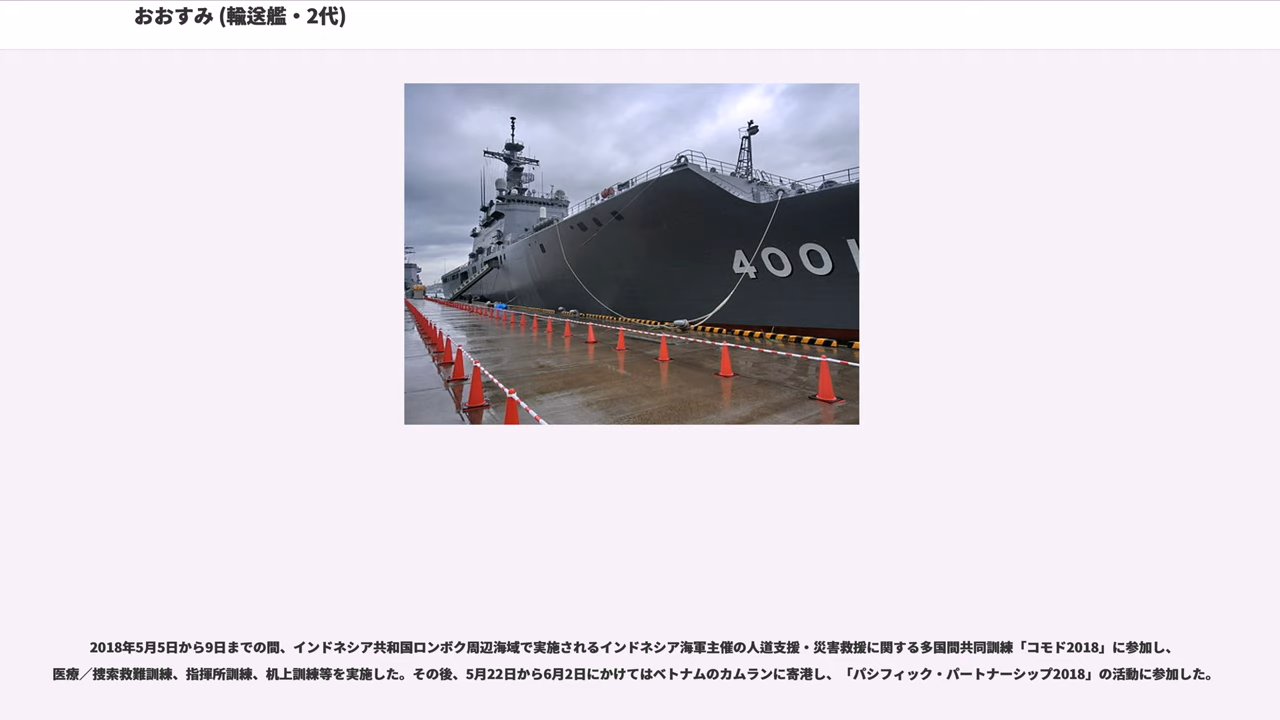 おおすみ (輸送艦・2代)
4001
2018年5月5日から9日までの間、インドネシア共和国ロンボク周辺海域で実施されるインドネシア海軍主催の人道支援・災害救援に関する多国間共同訓練「コモド2018」に参加し、
医療／捜索救難訓練、指揮所訓練、机上訓練等を実施した。その後、5月22日から6月2日にかけてはベトナムのカムランに寄港し、「パシフィック・パートナーシップ2018」の活動に参加した。